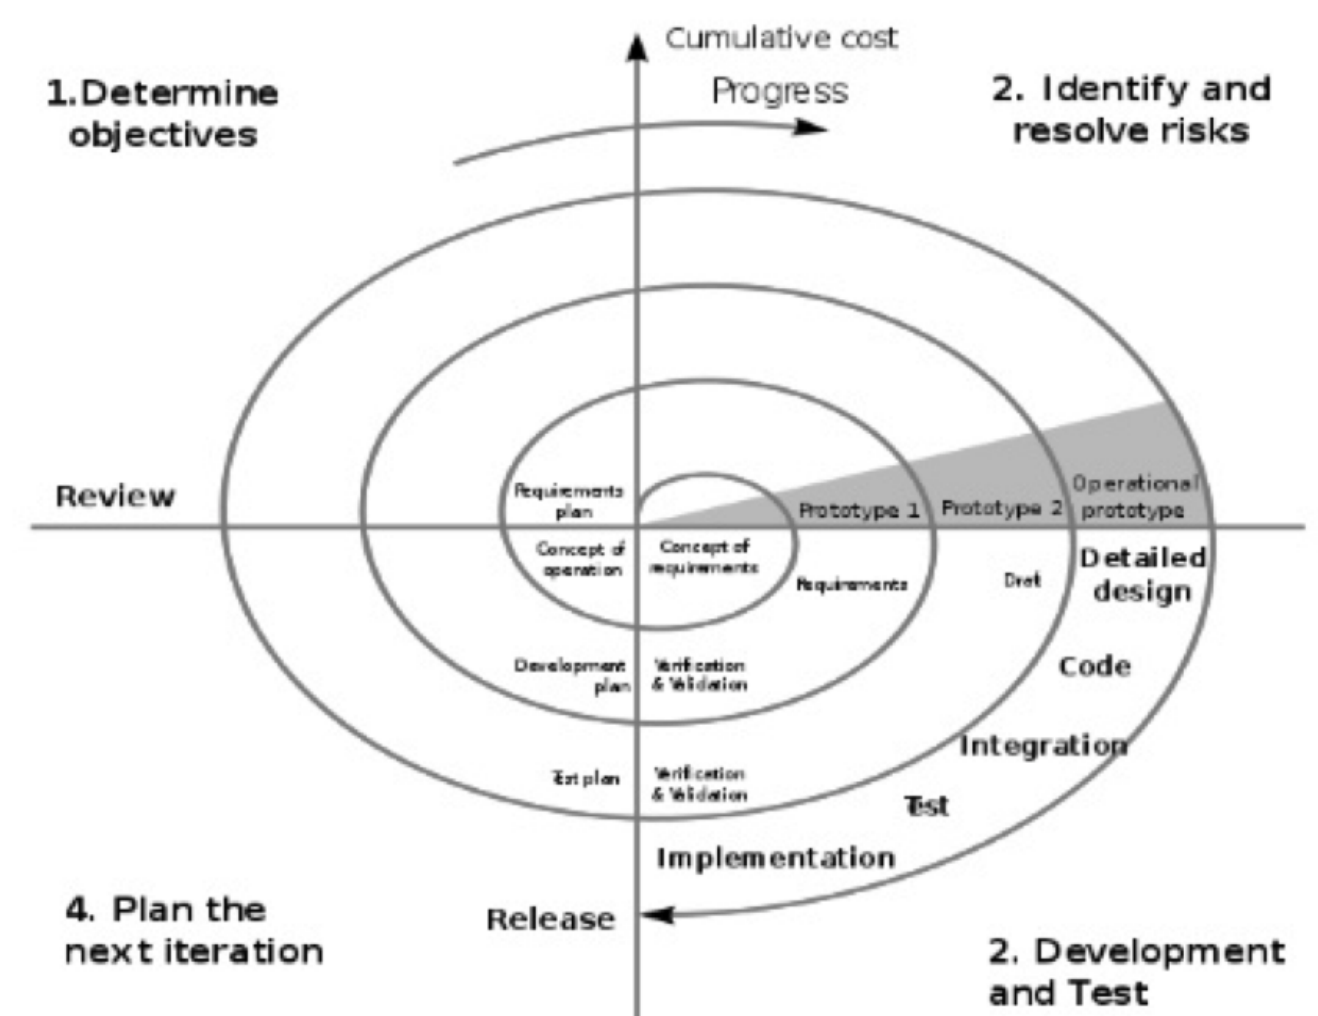 Cumulative cost
Progress
1.Determine
objectives
2. Identify and
resolve risks
Review
Requirements
plan
Prototype 1
Prototype 2
Operational
prototype
Concept of
operation
Concept of
requirements
Requirements
Draft
Detailed
design
Code
Integration
Test
Implementation
Development
plan
Verification
& Validation
Test plan
Verification
& Validation
Release
4. Plan the
next iteration
2. Development
and Test